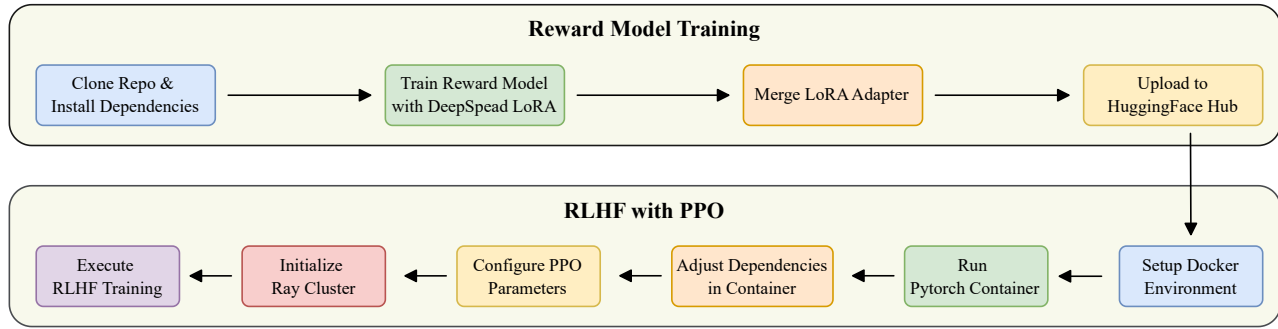 Reward Model Training
Clone Repo &
Install Dependencies
Train Reward Model
with DeepSpead LoRA
Merge LoRA Adapter
Upload to
HuggingFace Hub
RLHF with PPO
Execute
RLHF Training
Initialize
Ray Cluster
Configure PPO
Parameters
Adjust Dependencies
in Container
Run
Pytorch Container
Setup Docker
Environment